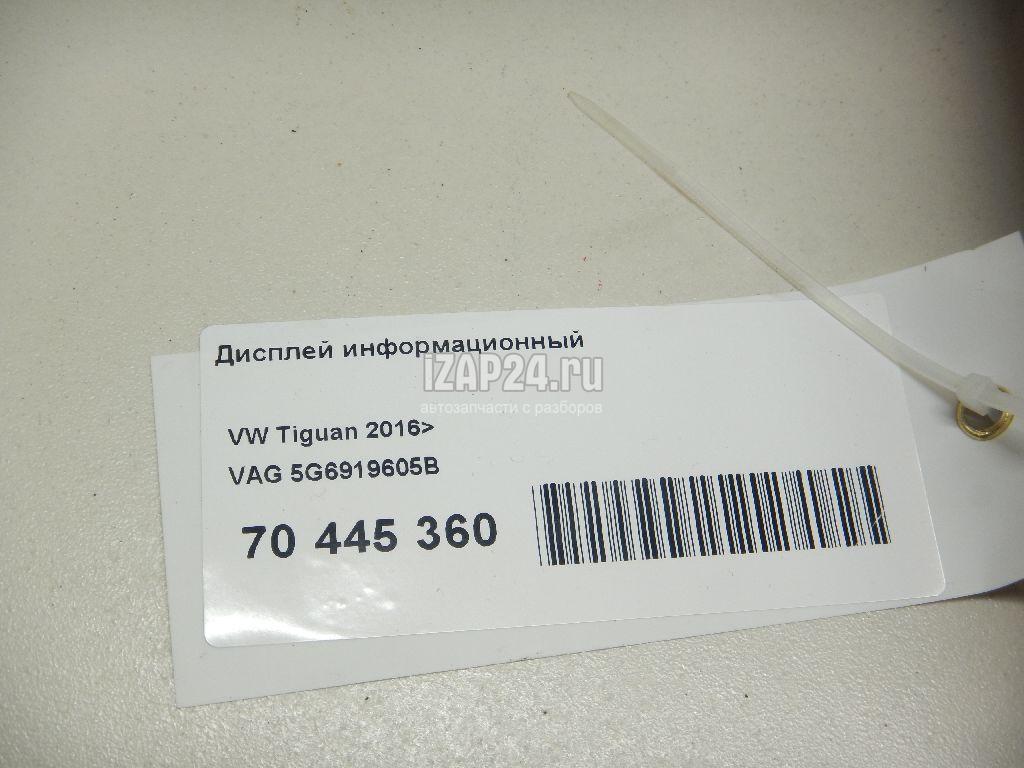 Дисплей информационный
iZAP24.ru
автозапчасти с разборов
VW Tiguan 2016>
VAG 5G6919605B
70 445 360